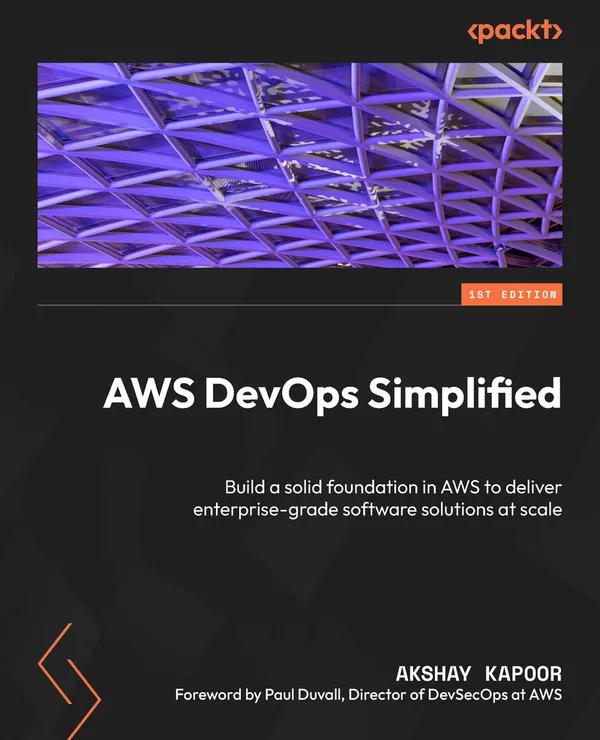 <packt>
1ST EDITION
AWS DevOps Simplified
Build a solid foundation in AWS to deliver
enterprise-grade software solutions at scale
AKSHAY KAPOOR
Foreword by Paul Duvall, Director of DevSecOps at AWS